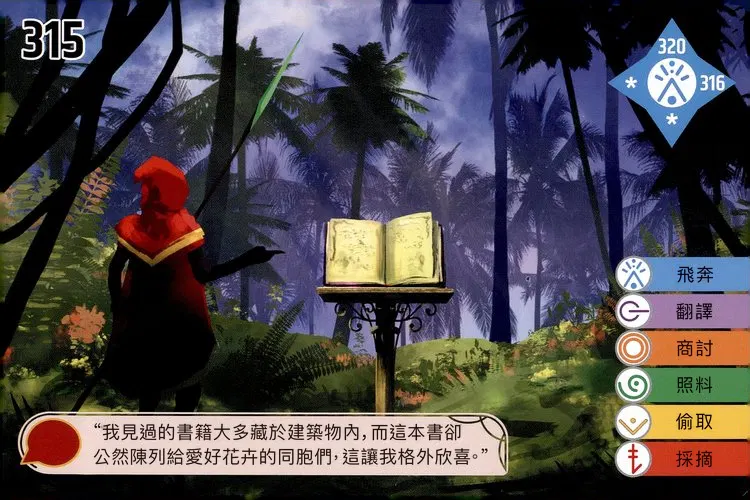 315
320
*
316
*
飛奔
翻譯
商討
照料
偷取
採摘
“我見過的書籍大多藏於建築物內，而這本書卻
公然陳列給愛好花卉的同胞們，這讓我格外欣喜。”